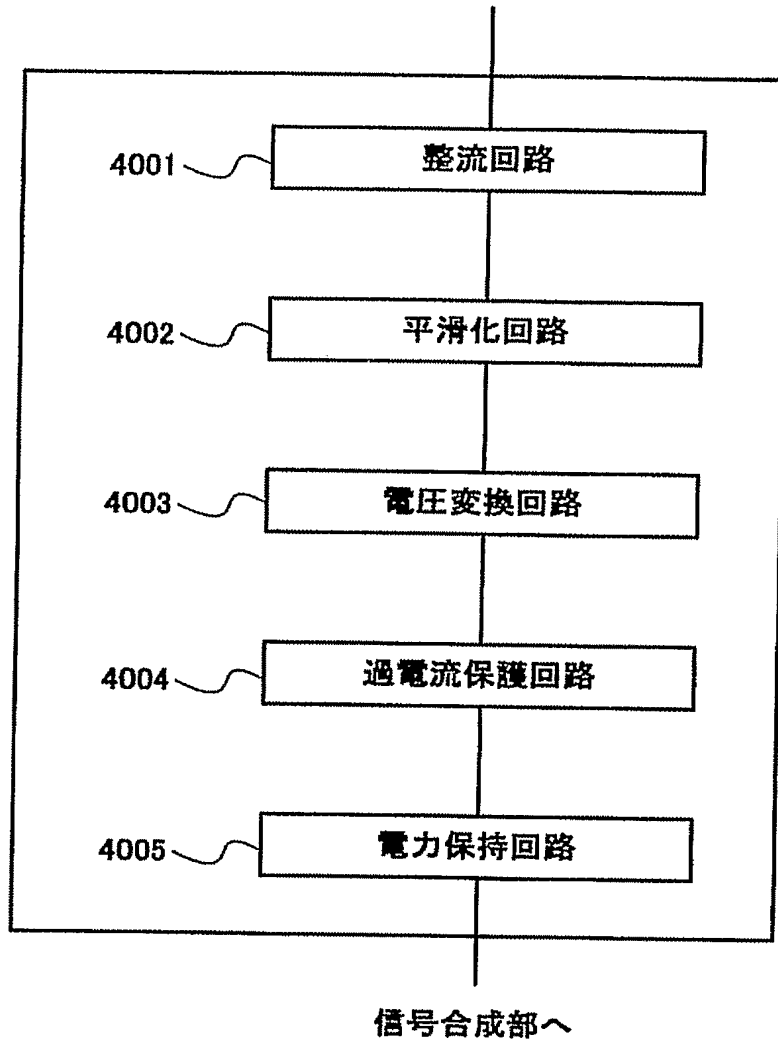 4001 整流回路
4002 平滑化回路
4003 電圧変換回路
4004 過電流保護回路
4005 電力保持回路
信号合成部へ